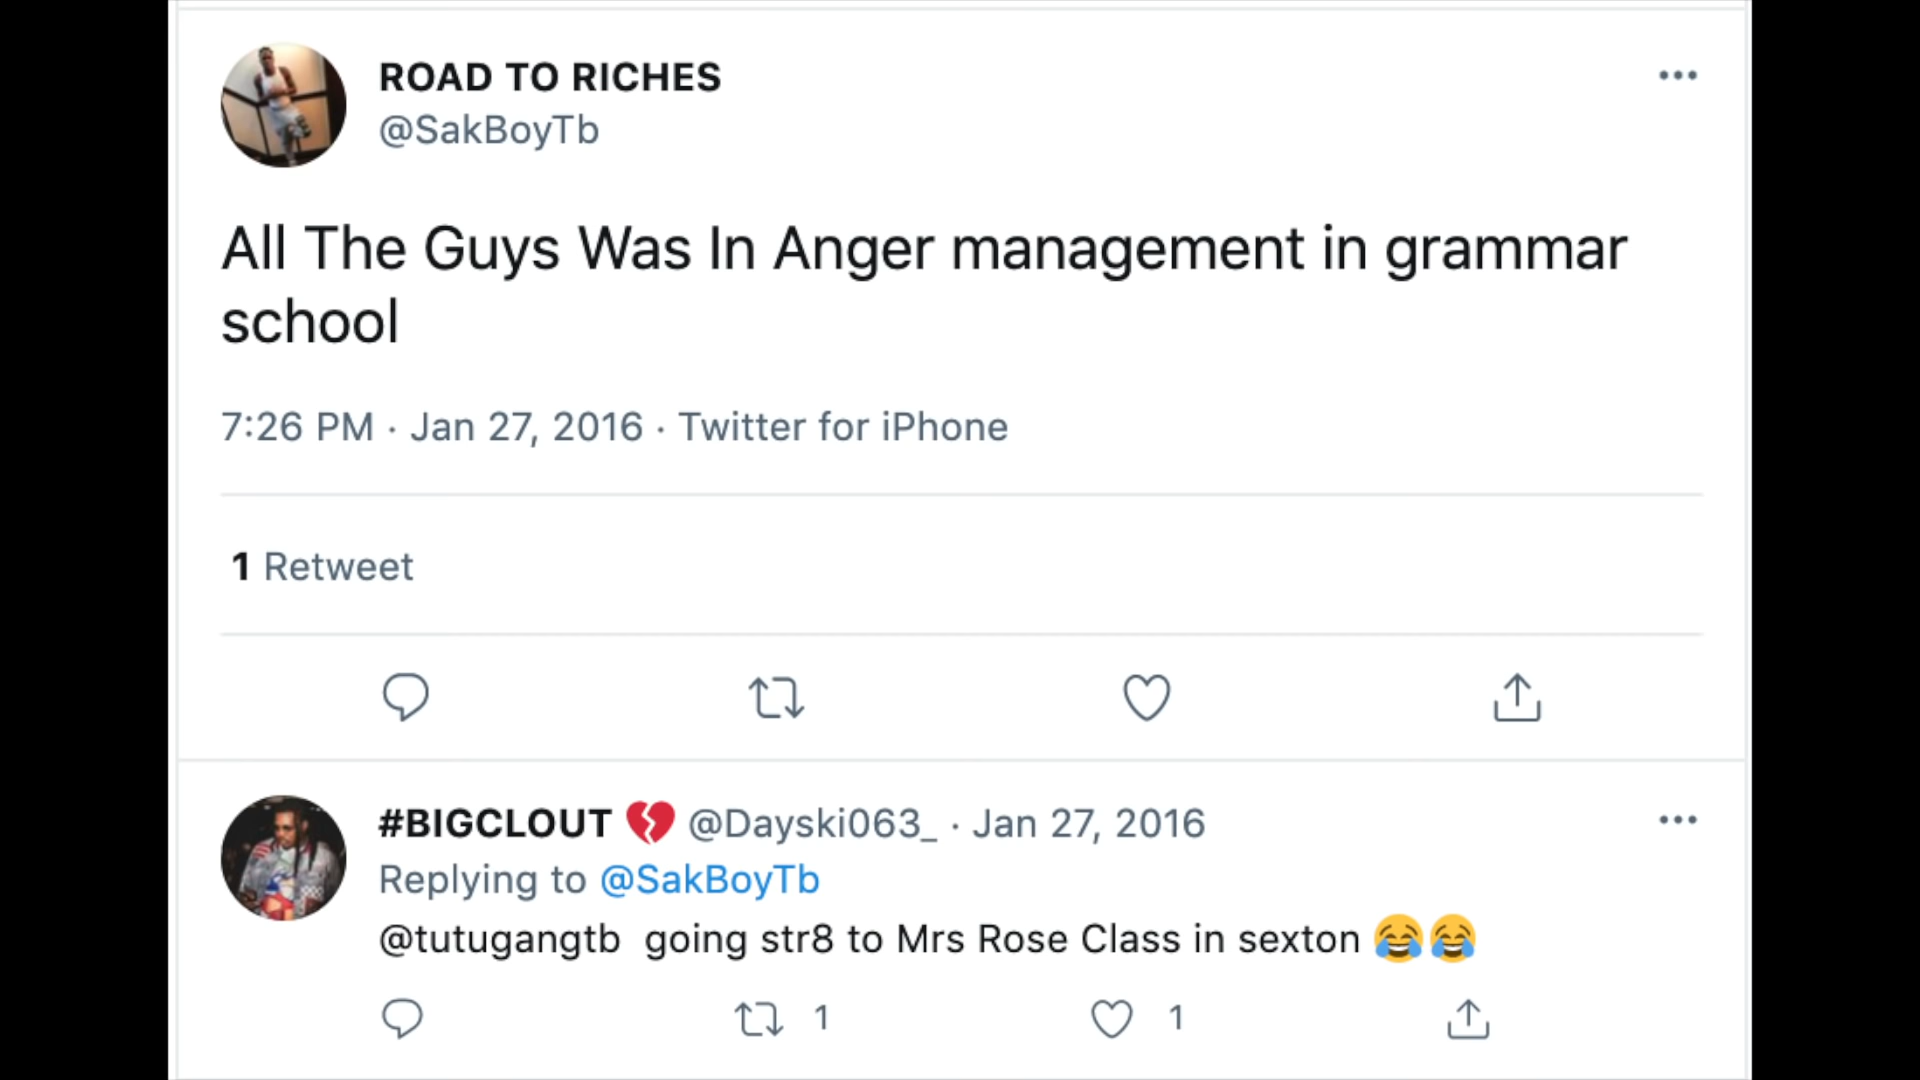 ROAD TO RICHES
@SakBoyTb
All The Guys Was In Anger management in grammar
school
7:26 PM · Jan 27, 2016 · Twitter for iPhone
1 Retweet
#BIGCLOUT 💔 @Dayski063_ · Jan 27, 2016
Replying to @SakBoyTb
@tutugangtb going str8 to Mrs Rose Class in sexton 😂😂
1 1